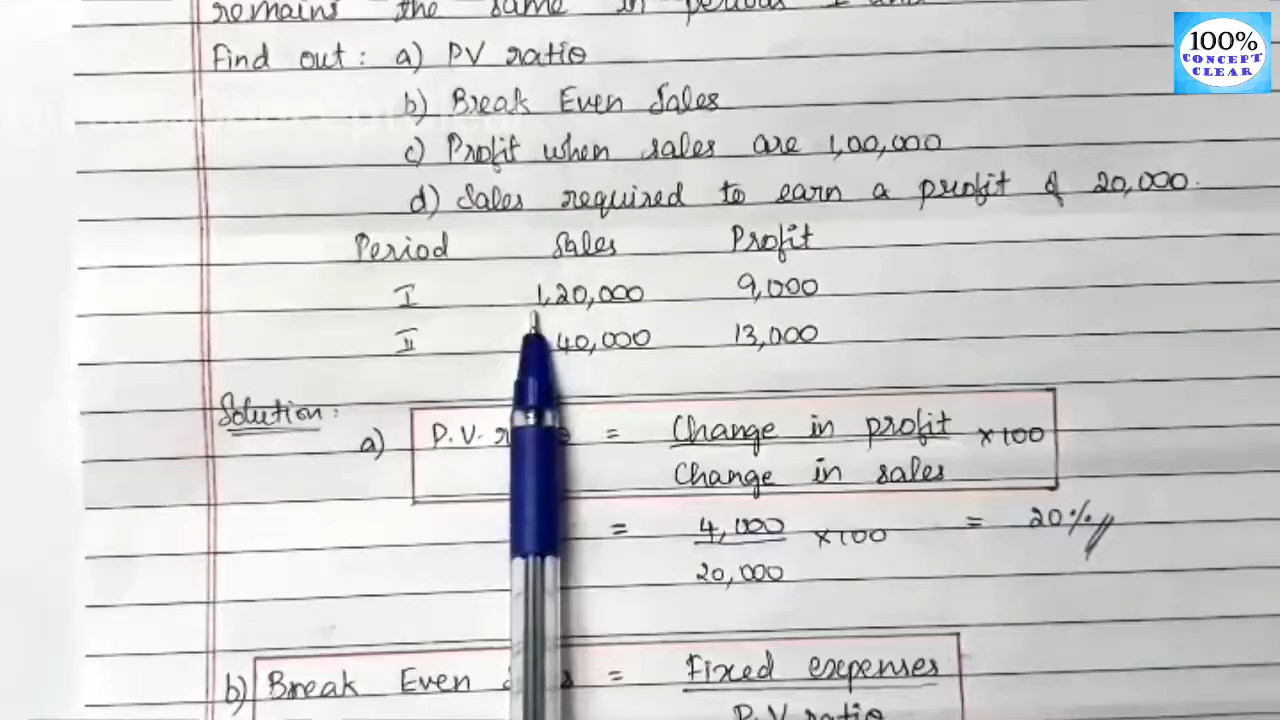 remains the same in periods I and
Find out: a) PV ratio
b) Break Even Sales
c) Profit when sales are 1,00,000
d) Sales required to earn a profit of 20,000.
Period Sales Profit
I 1,20,000 9,000
II 40,000 13,000
Solution:
a) P.V. = Change in profit ×100
Change in sales
= 4,000 ×100 = 20%
20,000
b) Break Even = Fixed expenses
P.V ratio
100%
CONCEPT
CLEAR